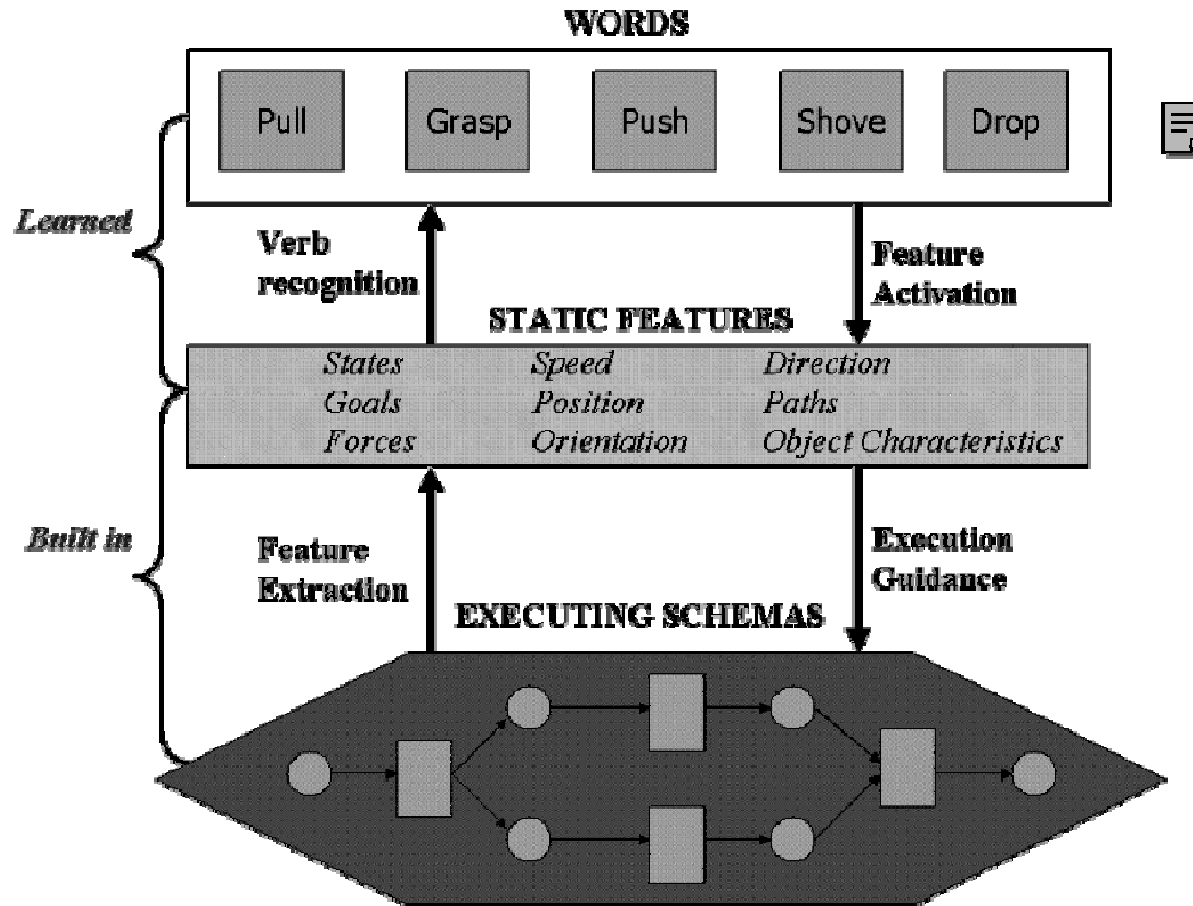 WORDS
Pull Grasp Push Shove Drop
Learned
Verb
recognition
Feature
Activation
STATIC FEATURES
States Speed Direction
Goals Position Paths
Forces Orientation Object Characteristics
Built in
Feature
Extraction
Execution
Guidance
EXECUTING SCHEMAS